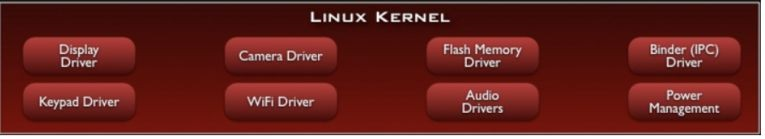 LINUX KERNEL
Display
Driver
Camera Driver
Flash Memory
Driver
Binder (IPC)
Driver
Keypad Driver
WiFi Driver
Audio
Drivers
Power
Management